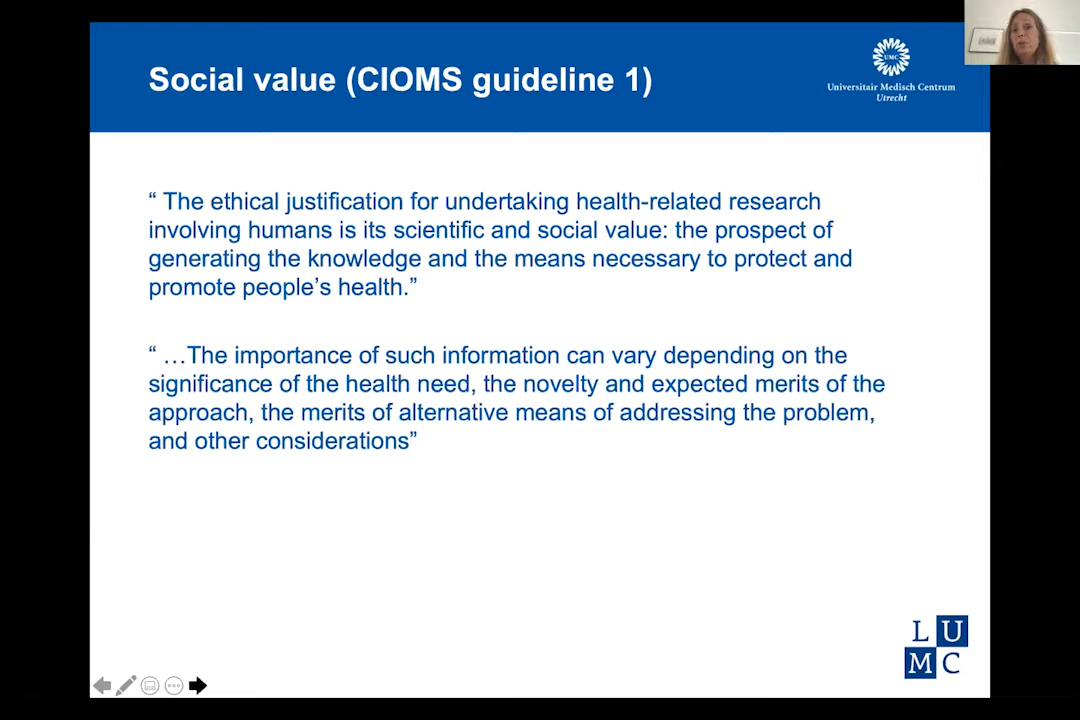 Social value (CIOMS guideline 1)
UMC
Universitair Medisch Centrum
Utrecht
“ The ethical justification for undertaking health-related research
involving humans is its scientific and social value: the prospect of
generating the knowledge and the means necessary to protect and
promote people’s health.”
“ …The importance of such information can vary depending on the
significance of the health need, the novelty and expected merits of the
approach, the merits of alternative means of addressing the problem,
and other considerations”
L U
M C